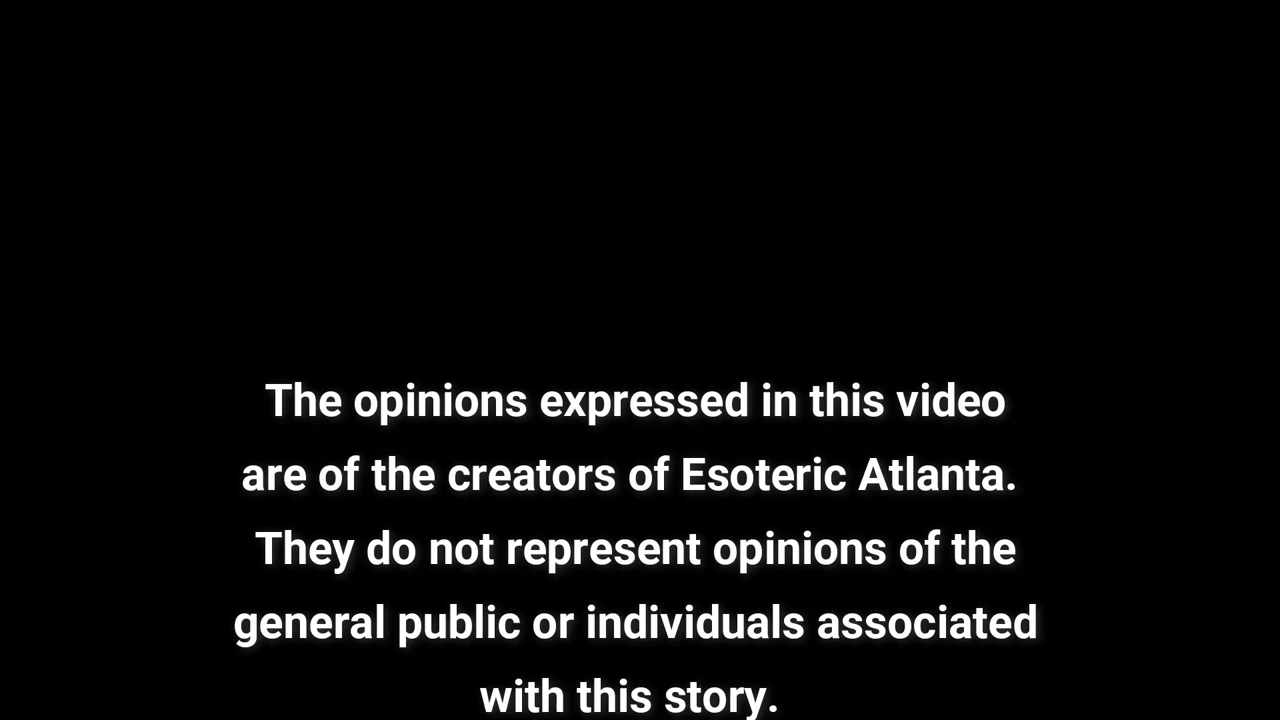 The opinions expressed in this video
are of the creators of Esoteric Atlanta.
They do not represent opinions of the
general public or individuals associated
with this story.